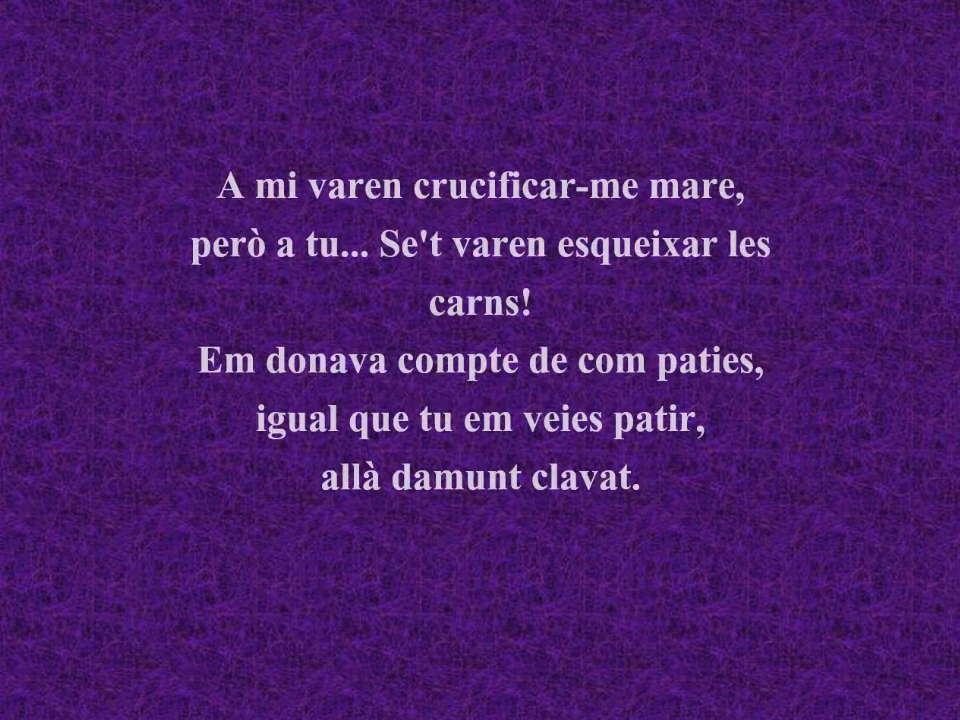 A mi varen crucificar-me mare,
però a tu... Se't varen esqueixar les
carns!
Em donava compte de com paties,
igual que tu em veies patir,
allà damunt clavat.